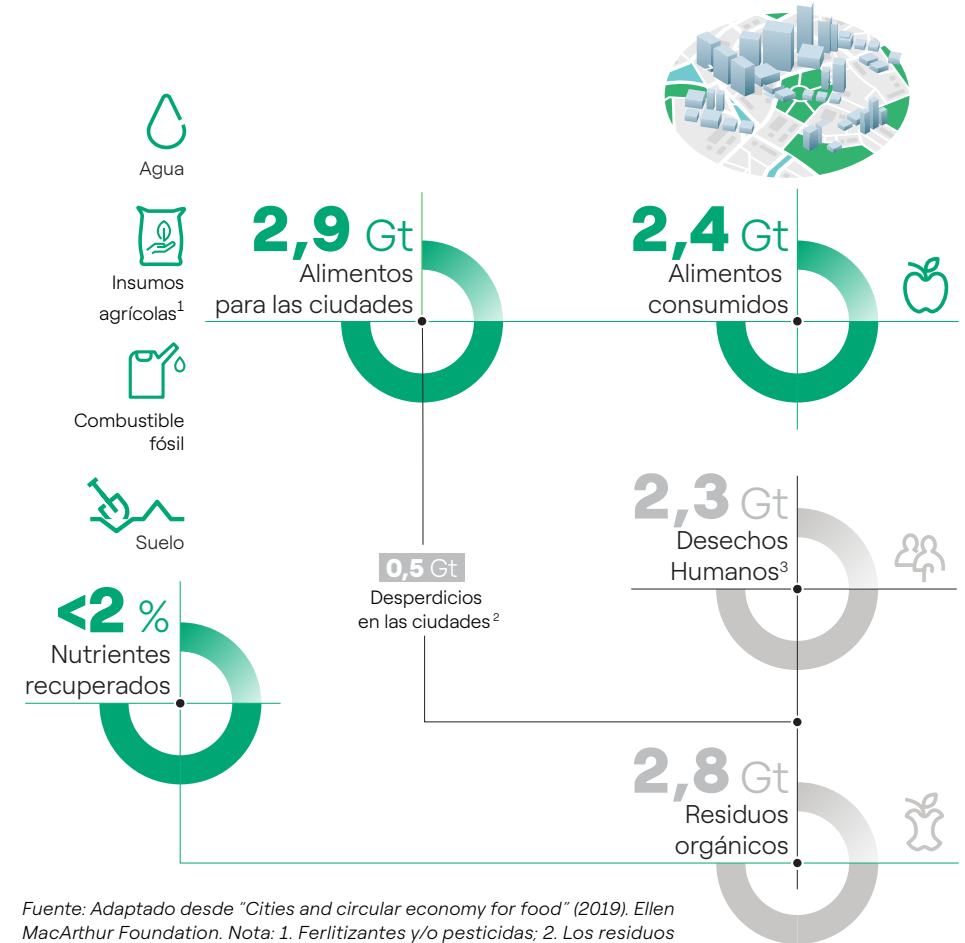 Agua
Insumos
agrícolas1
Combustible
fósil
Suelo
2,9 Gt
Alimentos
para las ciudades
2,4 Gt
Alimentos
consumidos
2,3 Gt
Desechos
Humanos3
0,5 Gt
Desperdicios
en las ciudades 2
<2 %
Nutrientes
recuperados
2,8 Gt
Residuos
orgánicos
Fuente: Adaptado desde "Cities and circular economy for food" (2019). Ellen
MacArthur Foundation. Nota: 1. Ferlitizantes y/o pesticidas; 2. Los residuos